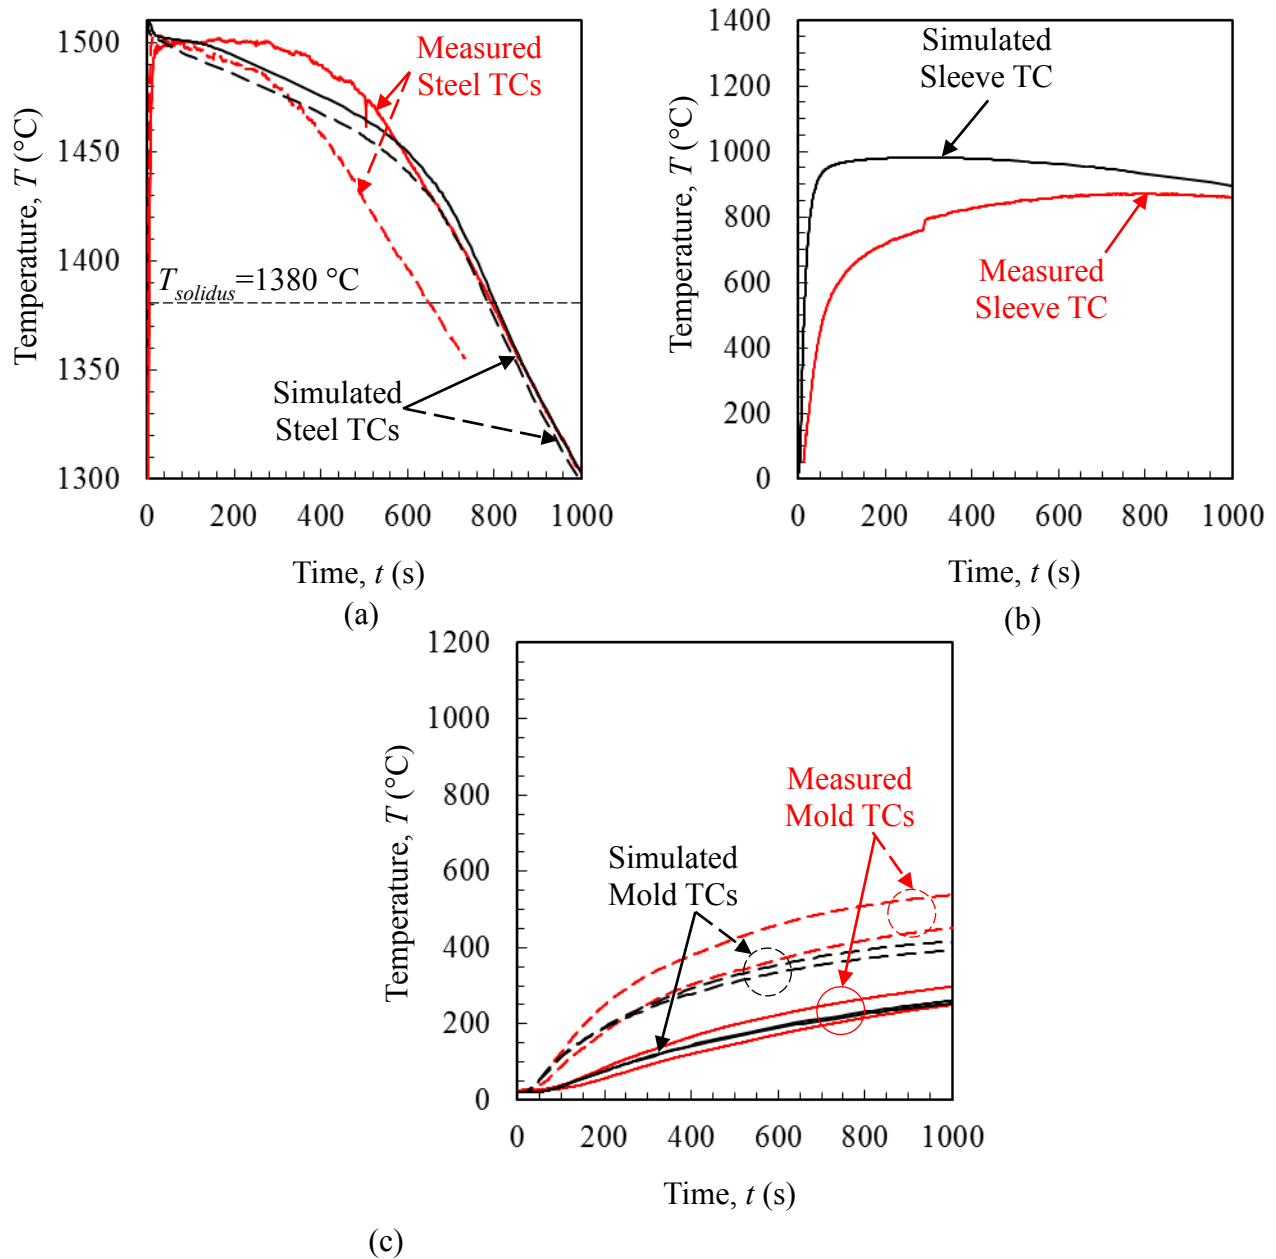 1500
1450
1400
1350
1300
Temperature, T (°C)
Measured
Steel TCs
T_solidus=1380 °C
Simulated
Steel TCs
0 200 400 600 800 1000
Time, t (s)
(a)
1400
1200
1000
800
600
400
200
0
Temperature, T (°C)
Simulated
Sleeve TC
Measured
Sleeve TC
0 200 400 600 800 1000
Time, t (s)
(b)
1200
1000
800
600
400
200
0
Temperature, T (°C)
Measured
Mold TCs
Simulated
Mold TCs
0 200 400 600 800 1000
Time, t (s)
(c)